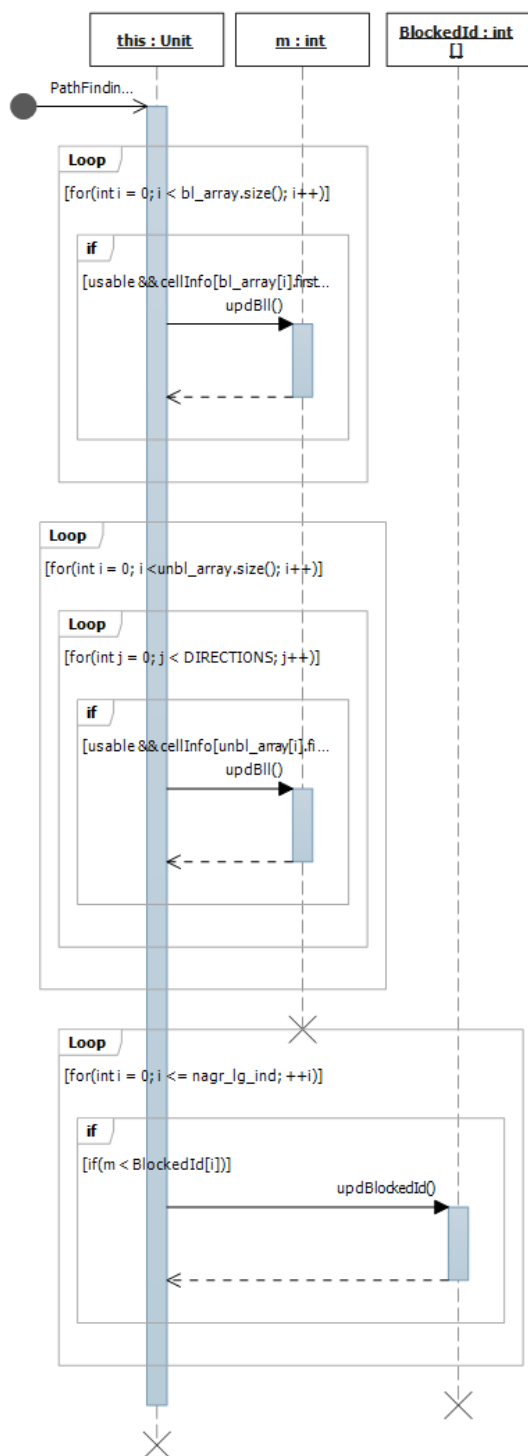 this : Unit
m : int
BlockedId : int
[]
PathFindin...
Loop
[for(int i = 0; i < bl_array.size(); i++)]
if
[usable && cellInfo[bl_array[i].first...
updBll()
Loop
[for(int i = 0; i <unbl_array.size(); i++)]
Loop
[for(int j = 0; j < DIRECTIONS; j++)]
if
[usable && cellInfo[unbl_array[i].fi...
updBll()
Loop
[for(int i = 0; i <= nagr_lg_ind; ++i)]
if
[if(m < BlockedId[i])]
updBlockedId()